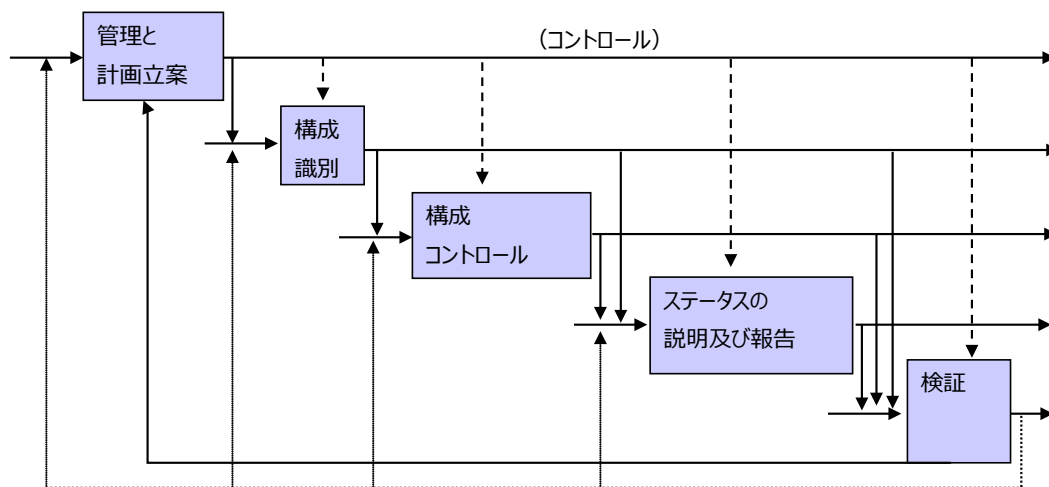 管理と
計画立案
（コントロール）
構成
識別
構成
コントロール
ステータスの
説明及び報告
検証